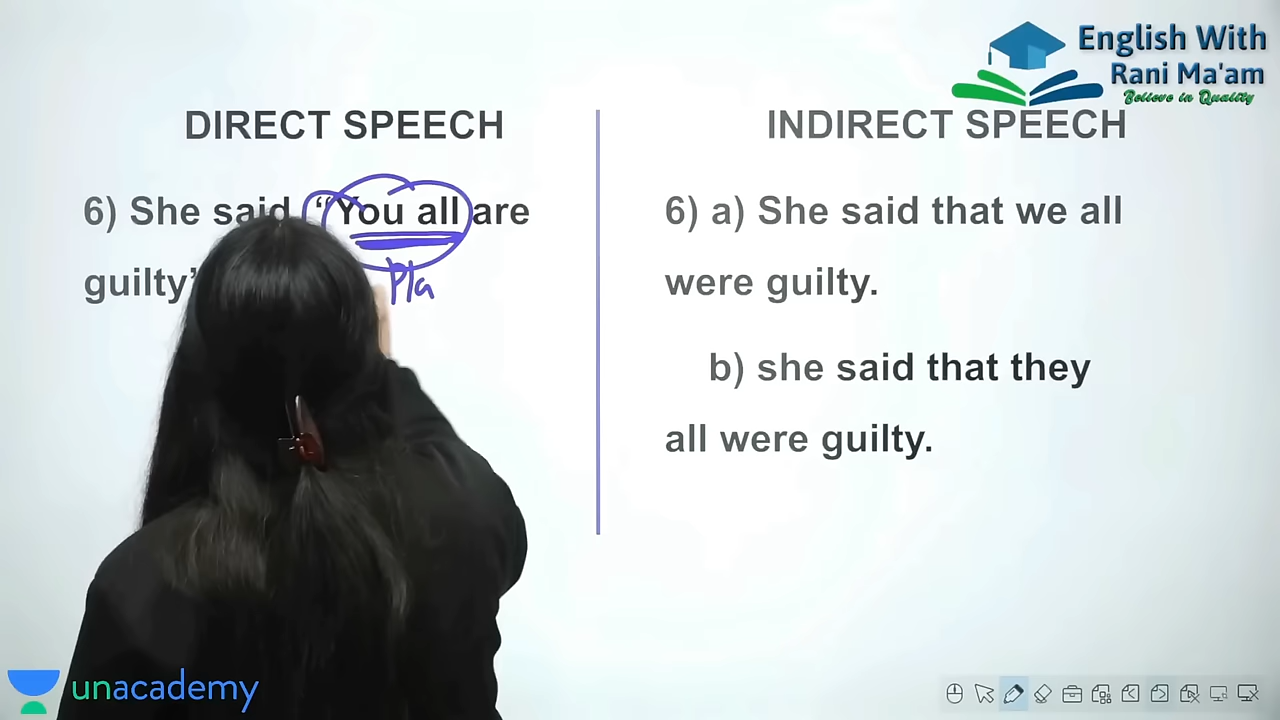 English With
Rani Ma'am
Believe in Quality
DIRECT SPEECH
6) She said, “You all are
guilty”
Pla
INDIRECT SPEECH
6) a) She said that we all
were guilty.
b) she said that they
all were guilty.
unacademy